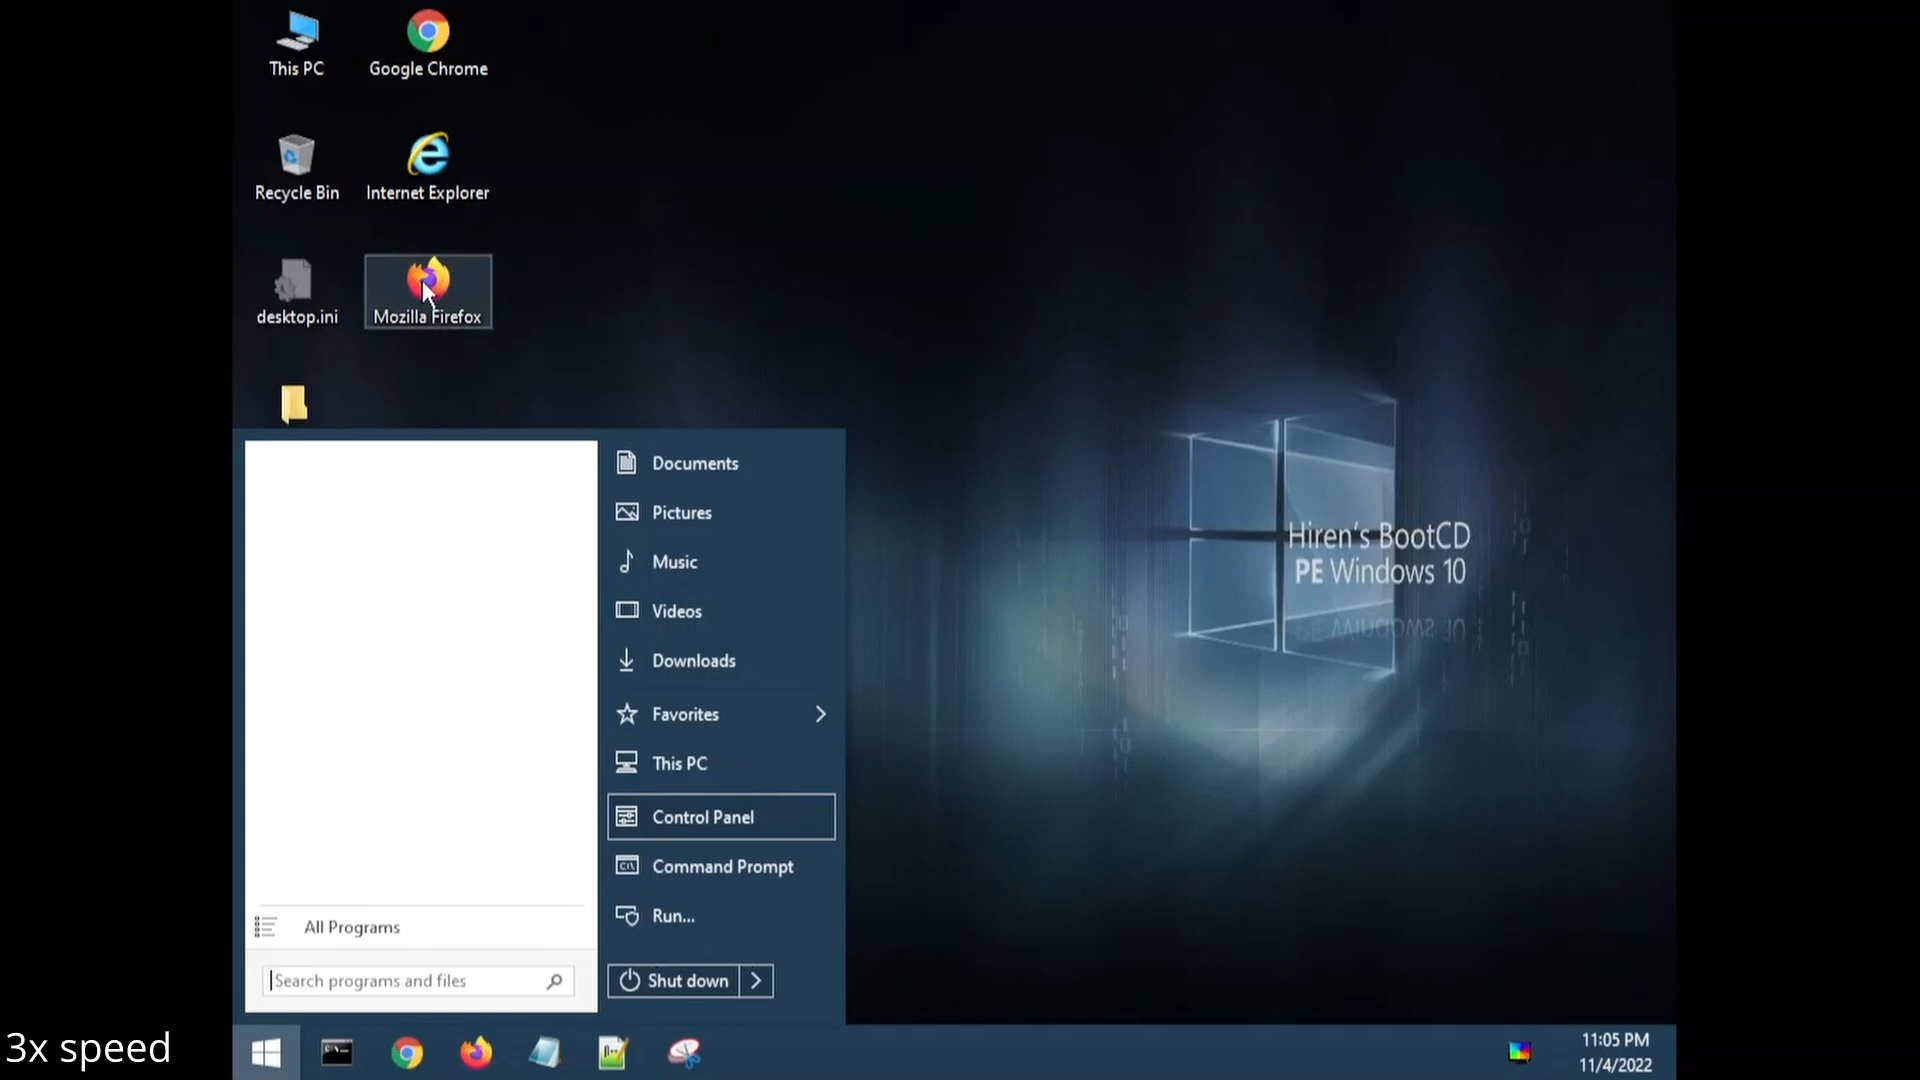 This PC
Google Chrome
Recycle Bin
Internet Explorer
desktop.ini
Mozilla Firefox
Documents
Pictures
Music
Videos
Downloads
Favorites
This PC
Control Panel
Command Prompt
Run...
All Programs
Search programs and files
Shut down
Hiren's BootCD
PE Windows 10
3x speed
11:05 PM
11/4/2022